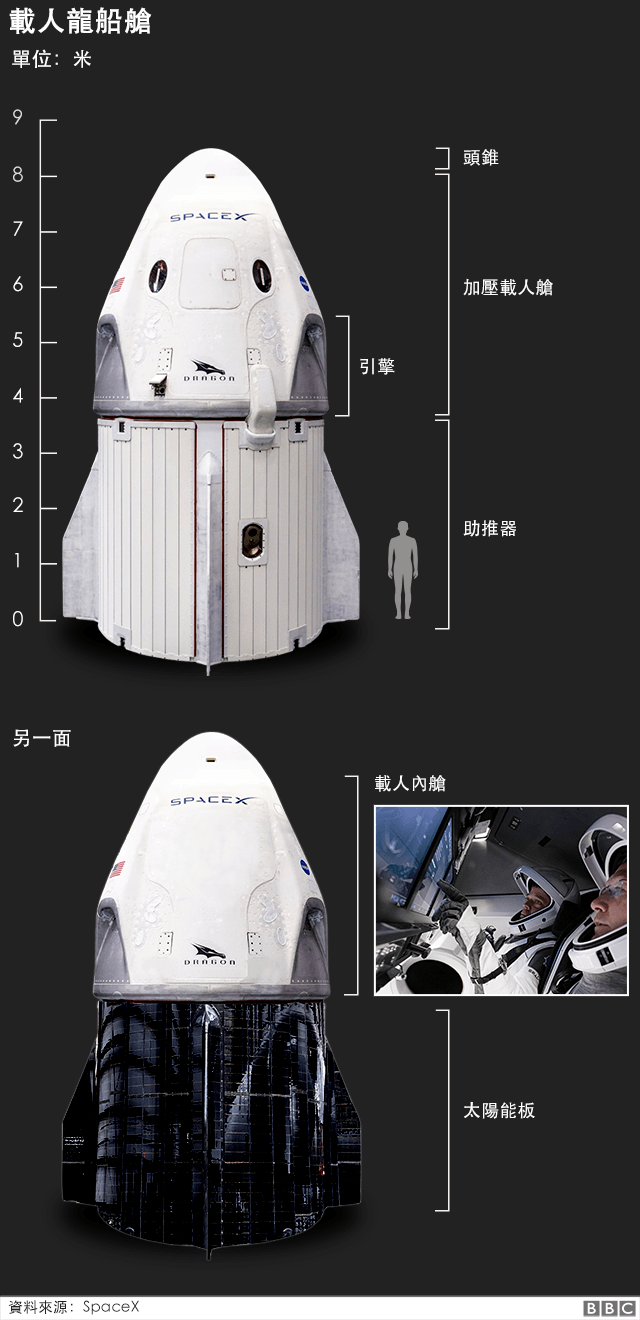 載人龍船艙
單位：米
9
8
7
6
5
4
3
2
1
0
SPACEX
DRAGON
頭錐
加壓載人艙
引擎
助推器
另一面
SPACEX
DRAGON
載人內艙
太陽能板
資料來源：SpaceX
BBC